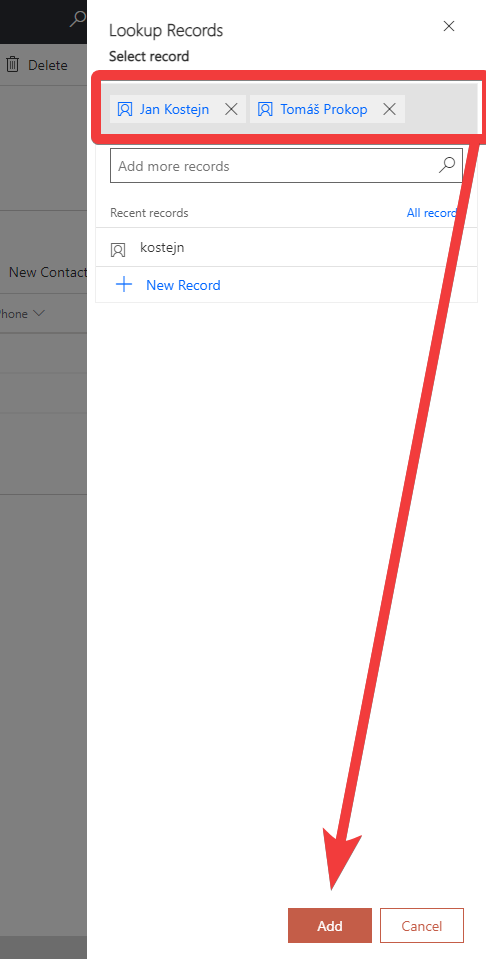 Lookup Records
Select record
Delete
Jan Kostejn
Tomáš Prokop
Add more records
Recent records
All record
kostejn
New Contact
New Record
hone
Add
Cancel